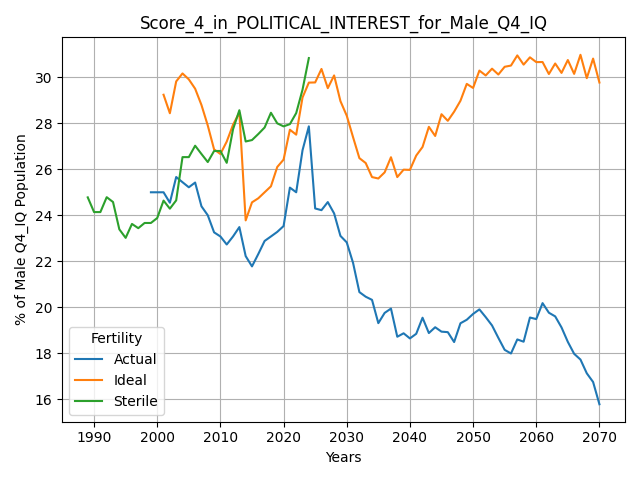 Score_4_in_POLITICAL_INTEREST_for_Male_Q4_IQ
% of Male Q4_IQ Population
30
28
26
24
22
20
18
16
Fertility
Actual
Ideal
Sterile
1990 2000 2010 2020 2030 2040 2050 2060 2070
Years